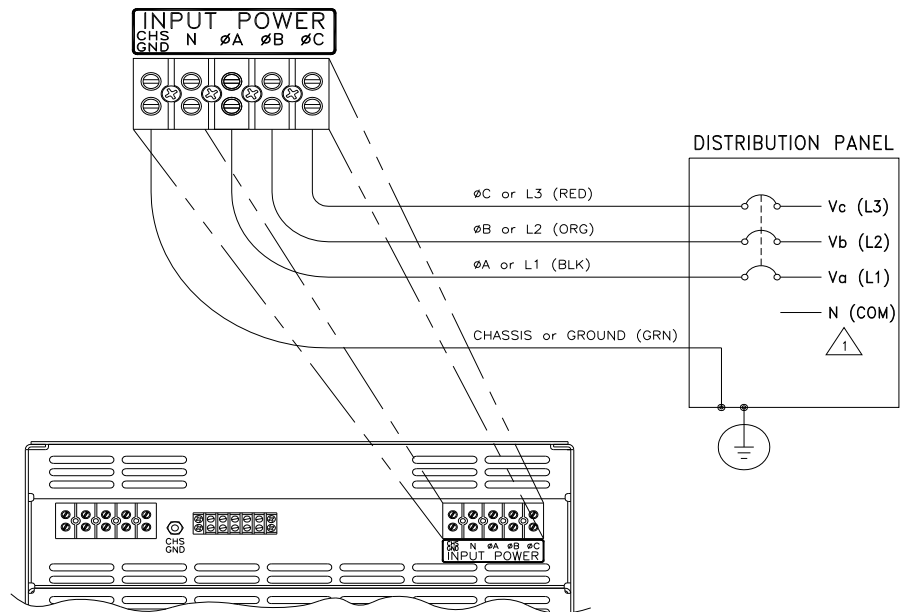 INPUT POWER
CHS GND N øA øB øC
DISTRIBUTION PANEL
øC or L3 (RED)
Vc (L3)
øB or L2 (ORG)
Vb (L2)
øA or L1 (BLK)
Va (L1)
N (COM)
1
CHASSIS or GROUND (GRN)
CHS
GND
CHS GND N øA øB øC
INPUT POWER